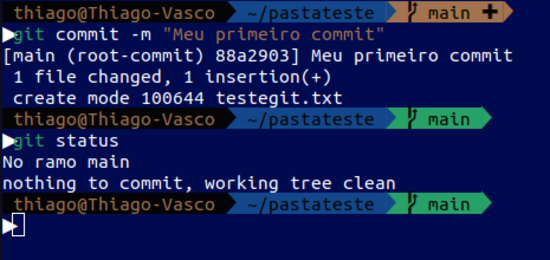 thiago@Thiago-Vasco ~/pastateste main ✚
git commit -m "Meu primeiro commit"
[main (root-commit) 88a2903] Meu primeiro commit
1 file changed, 1 insertion(+)
create mode 100644 testegit.txt
thiago@Thiago-Vasco ~/pastateste main
git status
No ramo main
nothing to commit, working tree clean
thiago@Thiago-Vasco ~/pastateste main